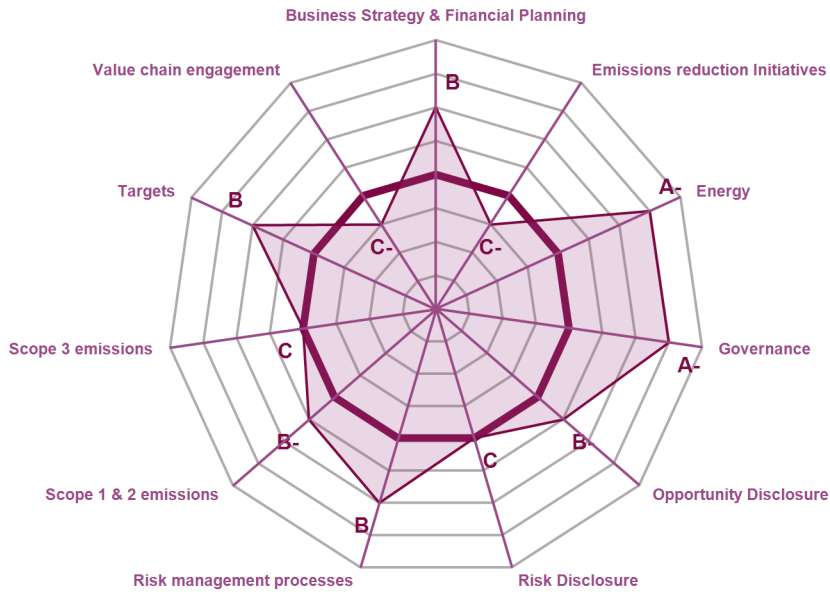 Business Strategy & Financial Planning
Value chain engagement
Emissions reduction Initiatives
B
Targets
B
A-
Energy
C-
C-
Scope 3 emissions
C
Governance
A-
B-
B-
C
Scope 1 & 2 emissions
Opportunity Disclosure
B
Risk management processes
Risk Disclosure